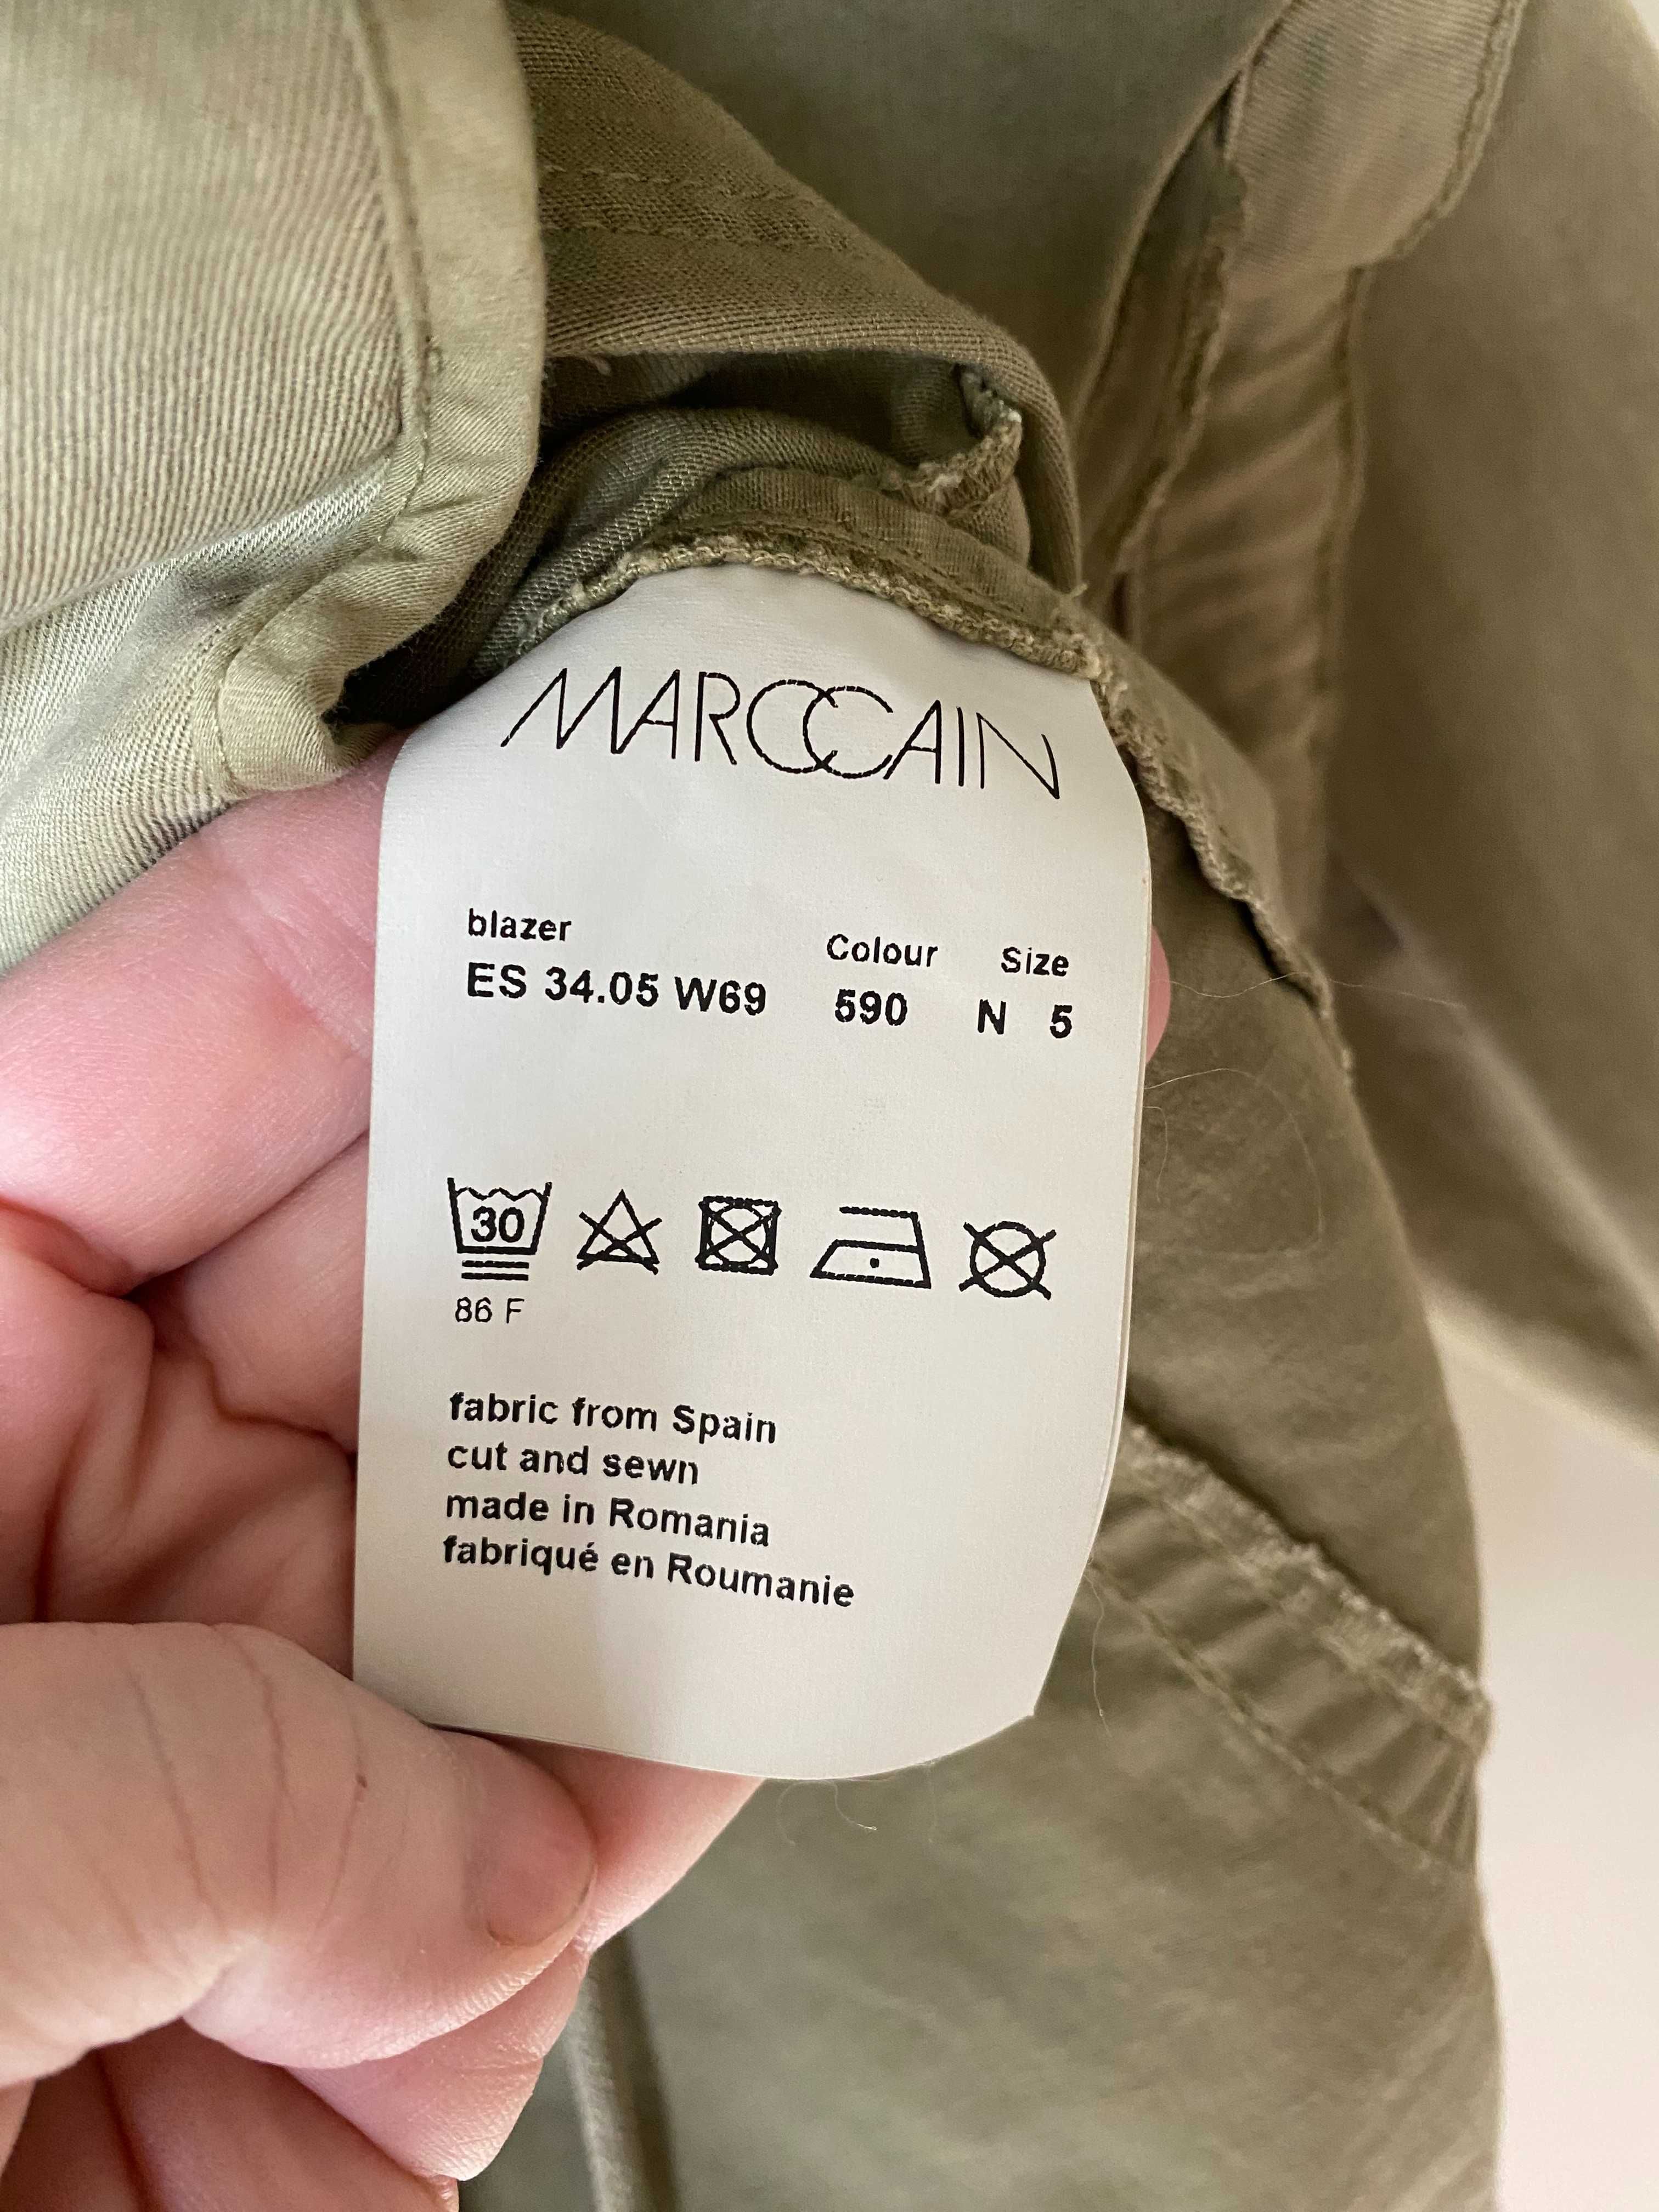 MARCCAIN
blazer Colour Size
ES 34.05 W69 590 N 5
30
86 F
fabric from Spain
cut and sewn
made in Romania
fabriqué en Roumanie